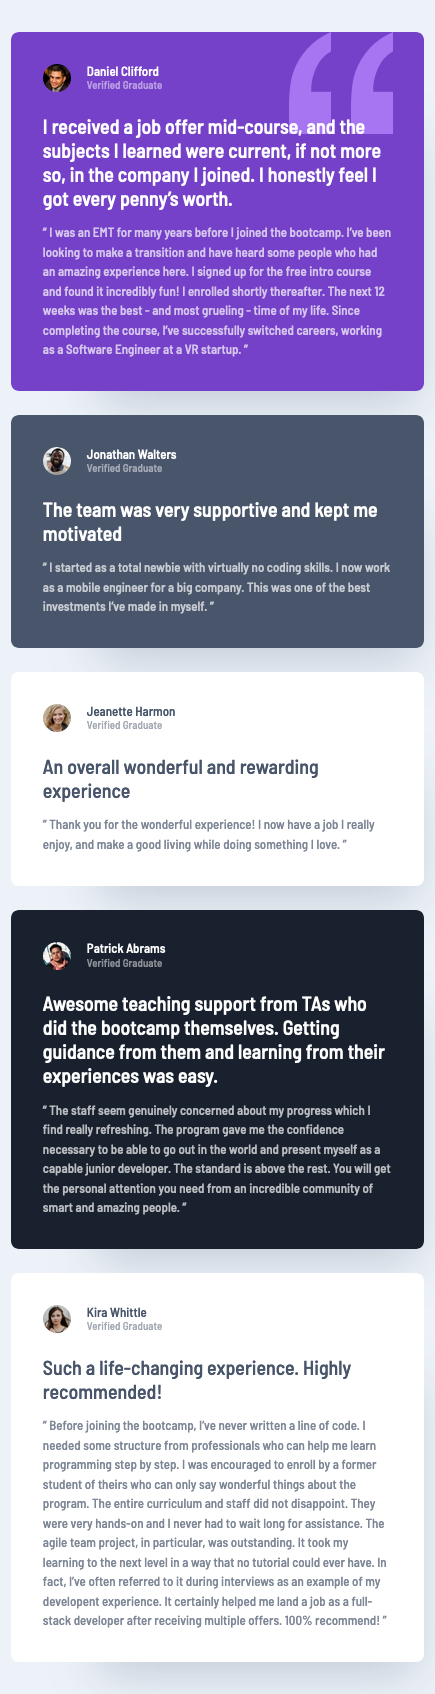 Daniel Clifford
Verified Graduate
I received a job offer mid-course, and the
subjects I learned were current, if not more
so, in the company I joined. I honestly feel I
got every penny’s worth.
“ I was an EMT for many years before I joined the bootcamp. I’ve been
looking to make a transition and have heard some people who had
an amazing experience here. I signed up for the free intro course
and found it incredibly fun! I enrolled shortly thereafter. The next 12
weeks was the best - and most grueling - time of my life. Since
completing the course, I’ve successfully switched careers, working
as a Software Engineer at a VR startup. ”
Jonathan Walters
Verified Graduate
The team was very supportive and kept me
motivated
“ I started as a total newbie with virtually no coding skills. I now work
as a mobile engineer for a big company. This was one of the best
investments I’ve made in myself. ”
Jeanette Harmon
Verified Graduate
An overall wonderful and rewarding
experience
“ Thank you for the wonderful experience! I now have a job I really
enjoy, and make a good living while doing something I love. ”
Patrick Abrams
Verified Graduate
Awesome teaching support from TAs who
did the bootcamp themselves. Getting
guidance from them and learning from their
experiences was easy.
“ The staff seem genuinely concerned about my progress which I
find really refreshing. The program gave me the confidence
necessary to be able to go out in the world and present myself as a
capable junior developer. The standard is above the rest. You will get
the personal attention you need from an incredible community of
smart and amazing people. ”
Kira Whittle
Verified Graduate
Such a life-changing experience. Highly
recommended!
“ Before joining the bootcamp, I’ve never written a line of code. I
needed some structure from professionals who can help me learn
programming step by step. I was encouraged to enroll by a former
student of theirs who can only say wonderful things about the
program. The entire curriculum and staff did not disappoint. They
were very hands-on and I never had to wait long for assistance. The
agile team project, in particular, was outstanding. It took my
learning to the next level in a way that no tutorial could ever have. In
fact, I’ve often referred to it during interviews as an example of my
developent experience. It certainly helped me land a job as a full-
stack developer after receiving multiple offers. 100% recommend! ”